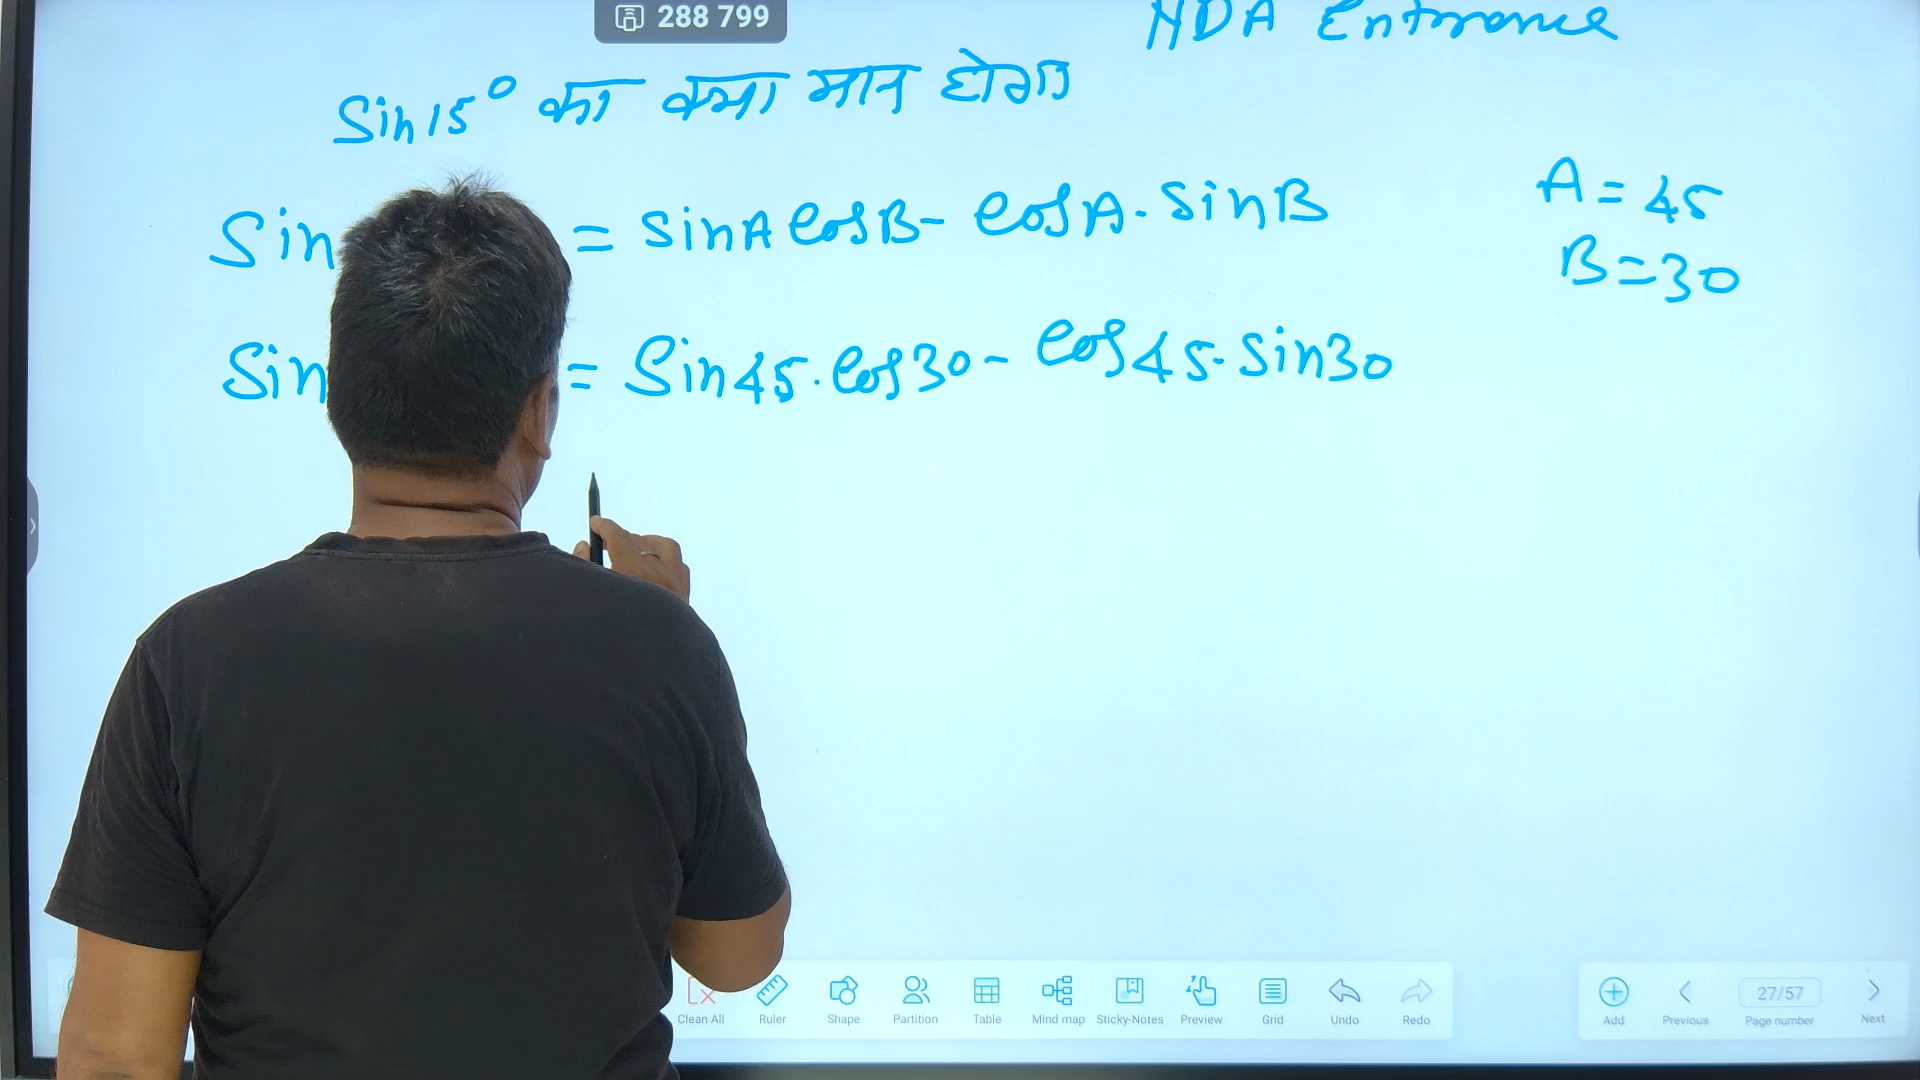 288 799
NDA Entrance
Sin15° का क्या मान होगा
Sin = sinA cosB - cosA. sinB
A = 45
B = 30
Sin = Sin45. cos30 - cos45. sin30
Clean All Ruler Shape Partition Table Mind map Sticky-Notes Preview Grid Undo Redo
Add Previous 27/57 Page number Next